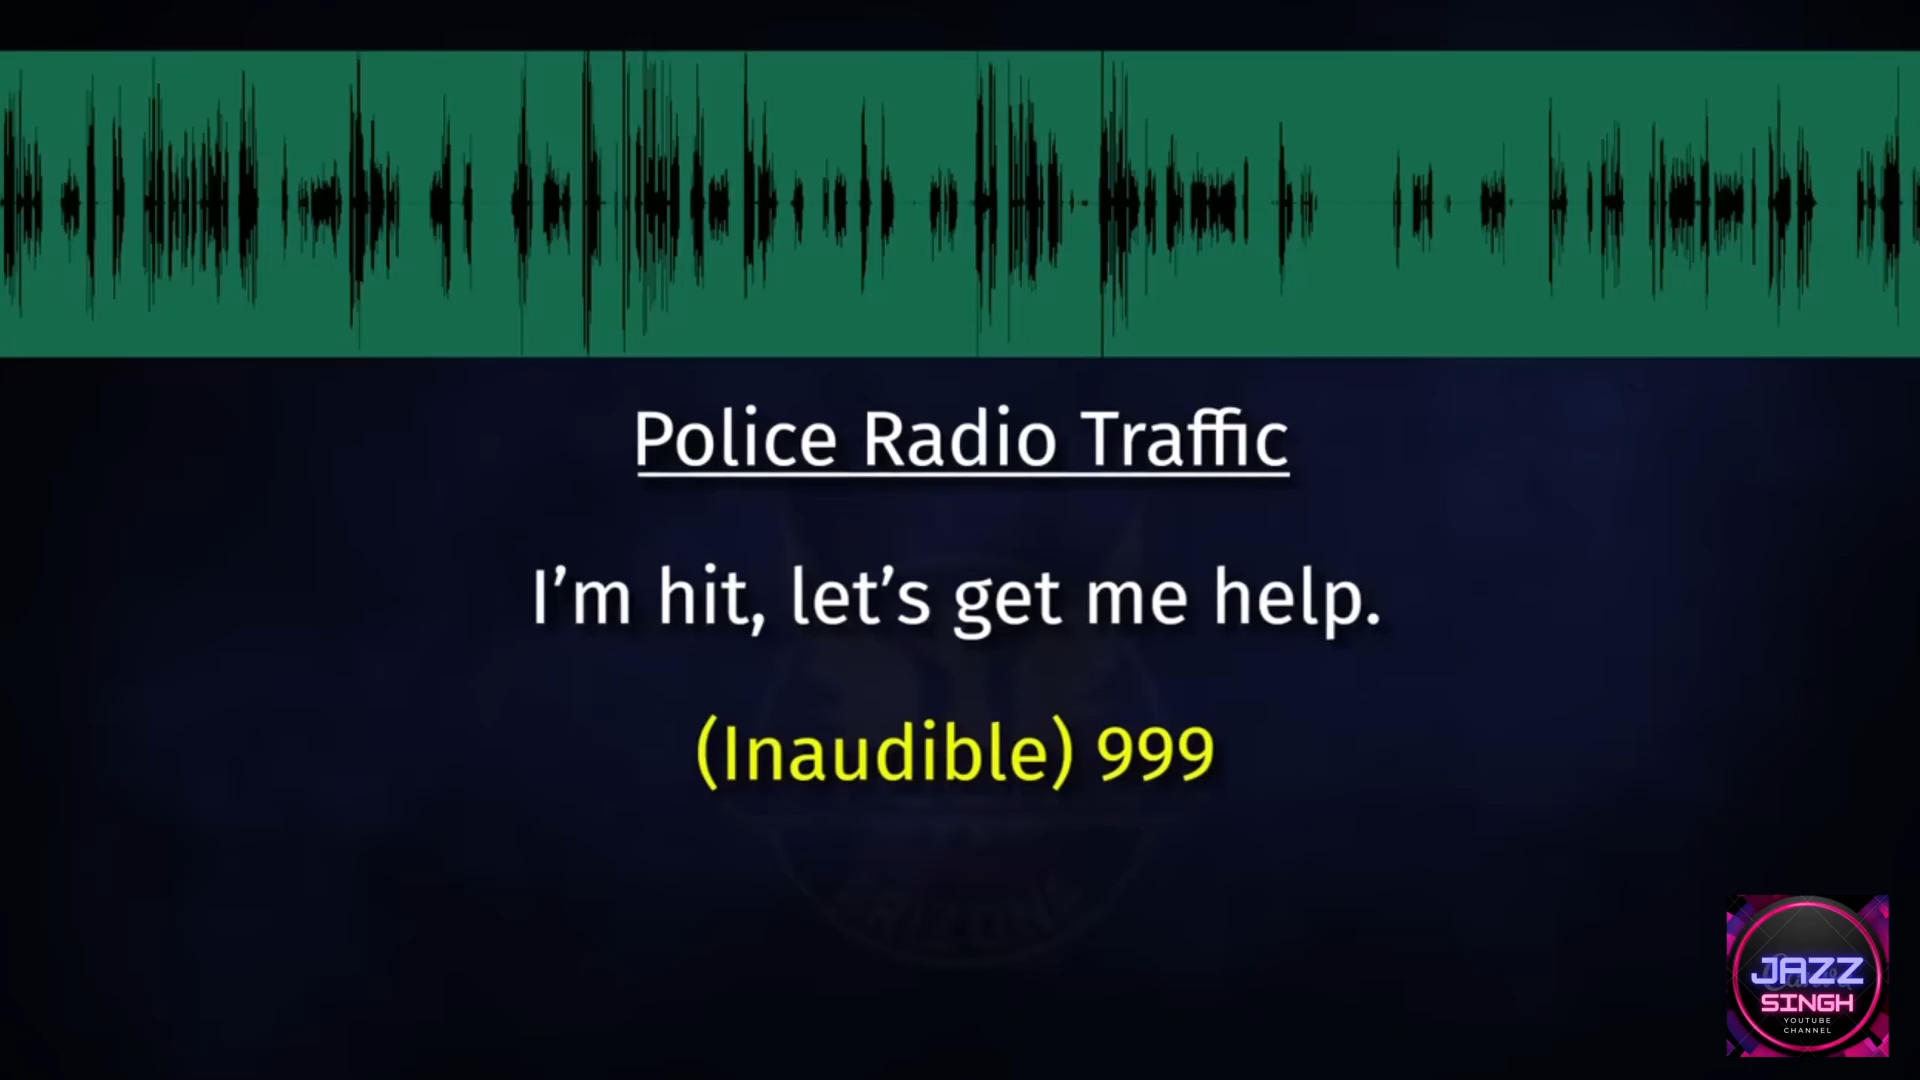 Police Radio Traffic
I'm hit, let's get me help.
(Inaudible) 999
JAZZ
SINGH
YOUTUBE
CHANNEL